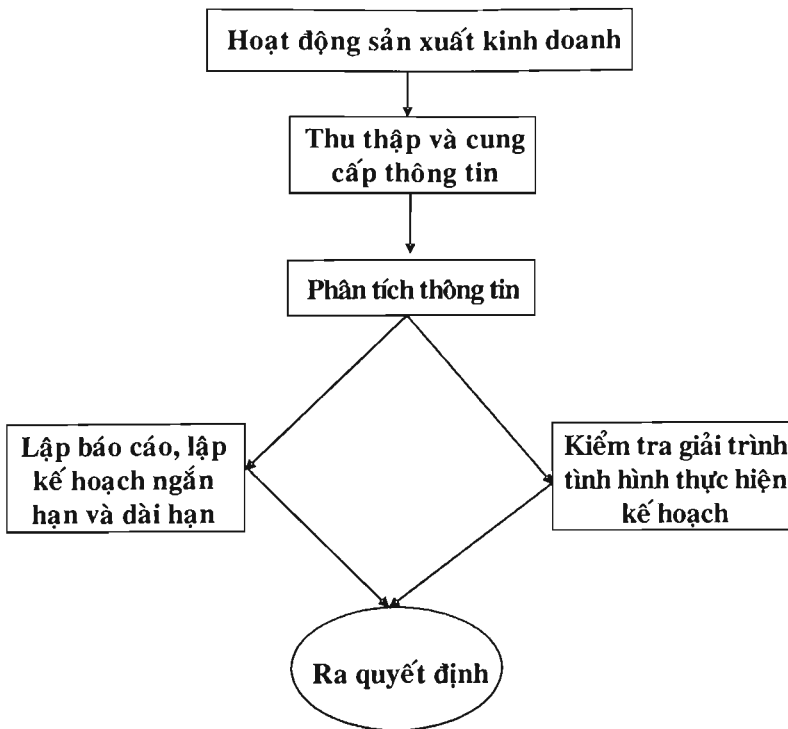 Hoạt động sản xuất kinh doanh
Thu thập và cung
cấp thông tin
Phân tích thông tin
Lập báo cáo, lập
kế hoạch ngắn
hạn và dài hạn
Kiểm tra giải trình
tình hình thực hiện
kế hoạch
Ra quyết định